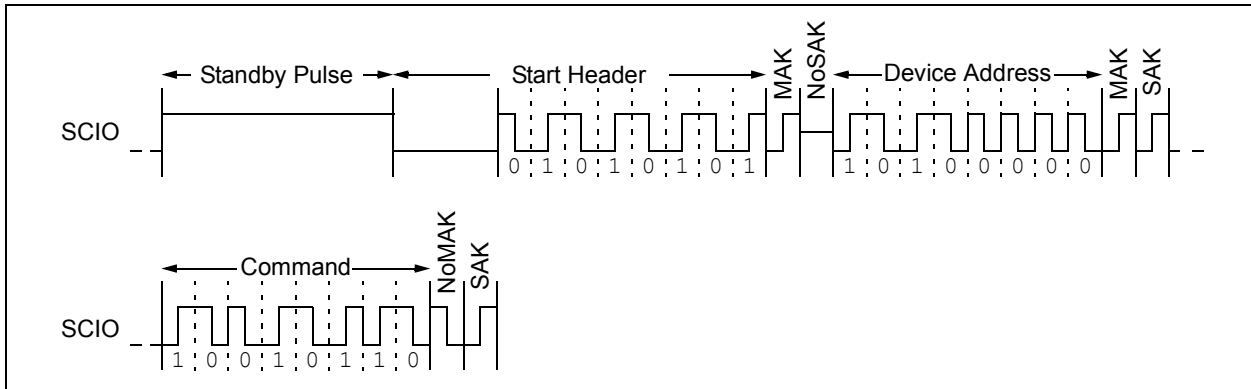 Standby Pulse Start Header MAK NoSAK Device Address MAK SAK
SCIO
0 1 0 1 0 1 0 1 1 0 1 0 0 0 0 0
Command NoMAK SAK
SCIO
1 0 0 1 0 1 1 0